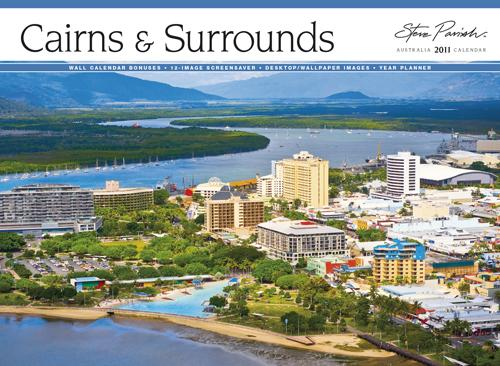 Cairns & Surrounds
Steve Parish.
AUSTRALIA 2011 CALENDAR
WALL CALENDAR BONUSES • 12-IMAGE SCREENSAVER • DESKTOP/WALLPAPER IMAGES • YEAR PLANNER